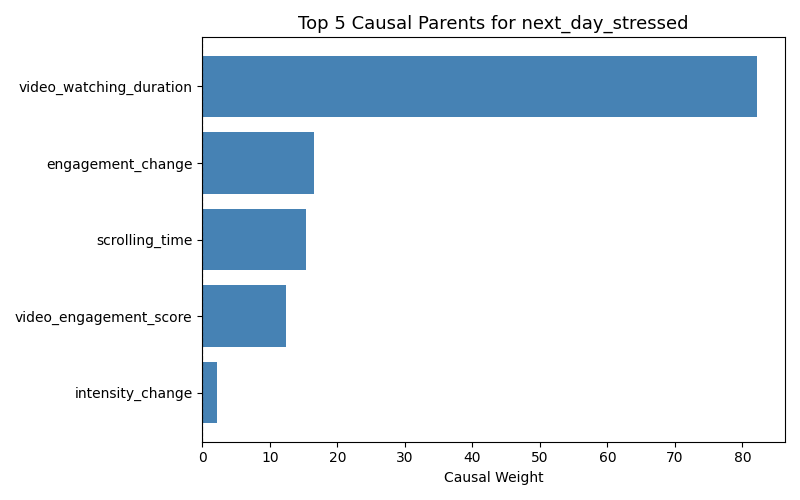 Top 5 Causal Parents for next_day_stressed
video_watching_duration
engagement_change
scrolling_time
video_engagement_score
intensity_change
0 10 20 30 40 50 60 70 80
Causal Weight